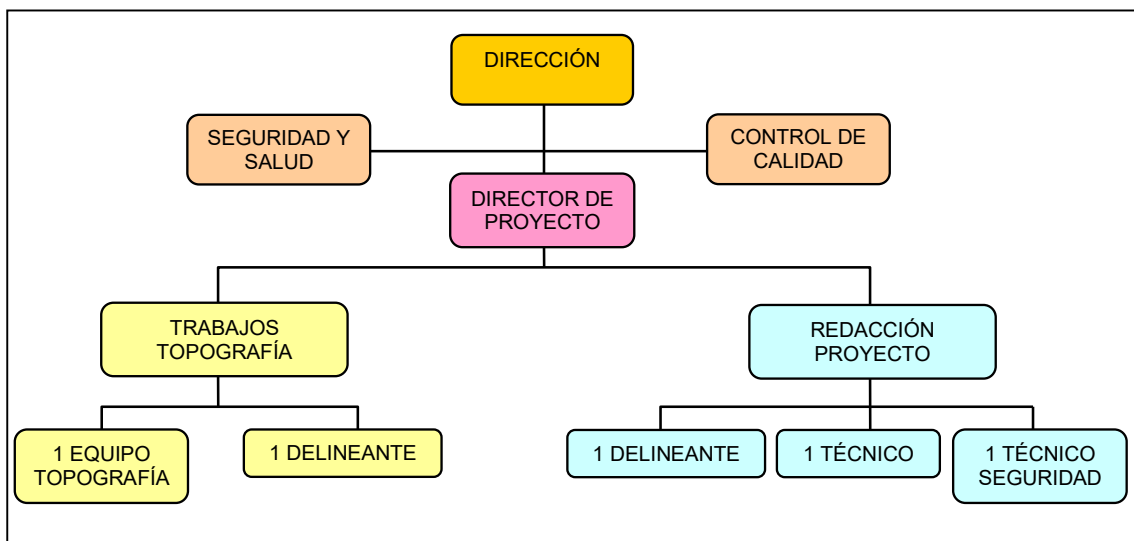 DIRECCIÓN
SEGURIDAD Y
SALUD
CONTROL DE
CALIDAD
DIRECTOR DE
PROYECTO
TRABAJOS
TOPOGRAFÍA
REDACCIÓN
PROYECTO
1 EQUIPO
TOPOGRAFÍA
1 DELINEANTE
1 DELINEANTE
1 TÉCNICO
1 TÉCNICO
SEGURIDAD